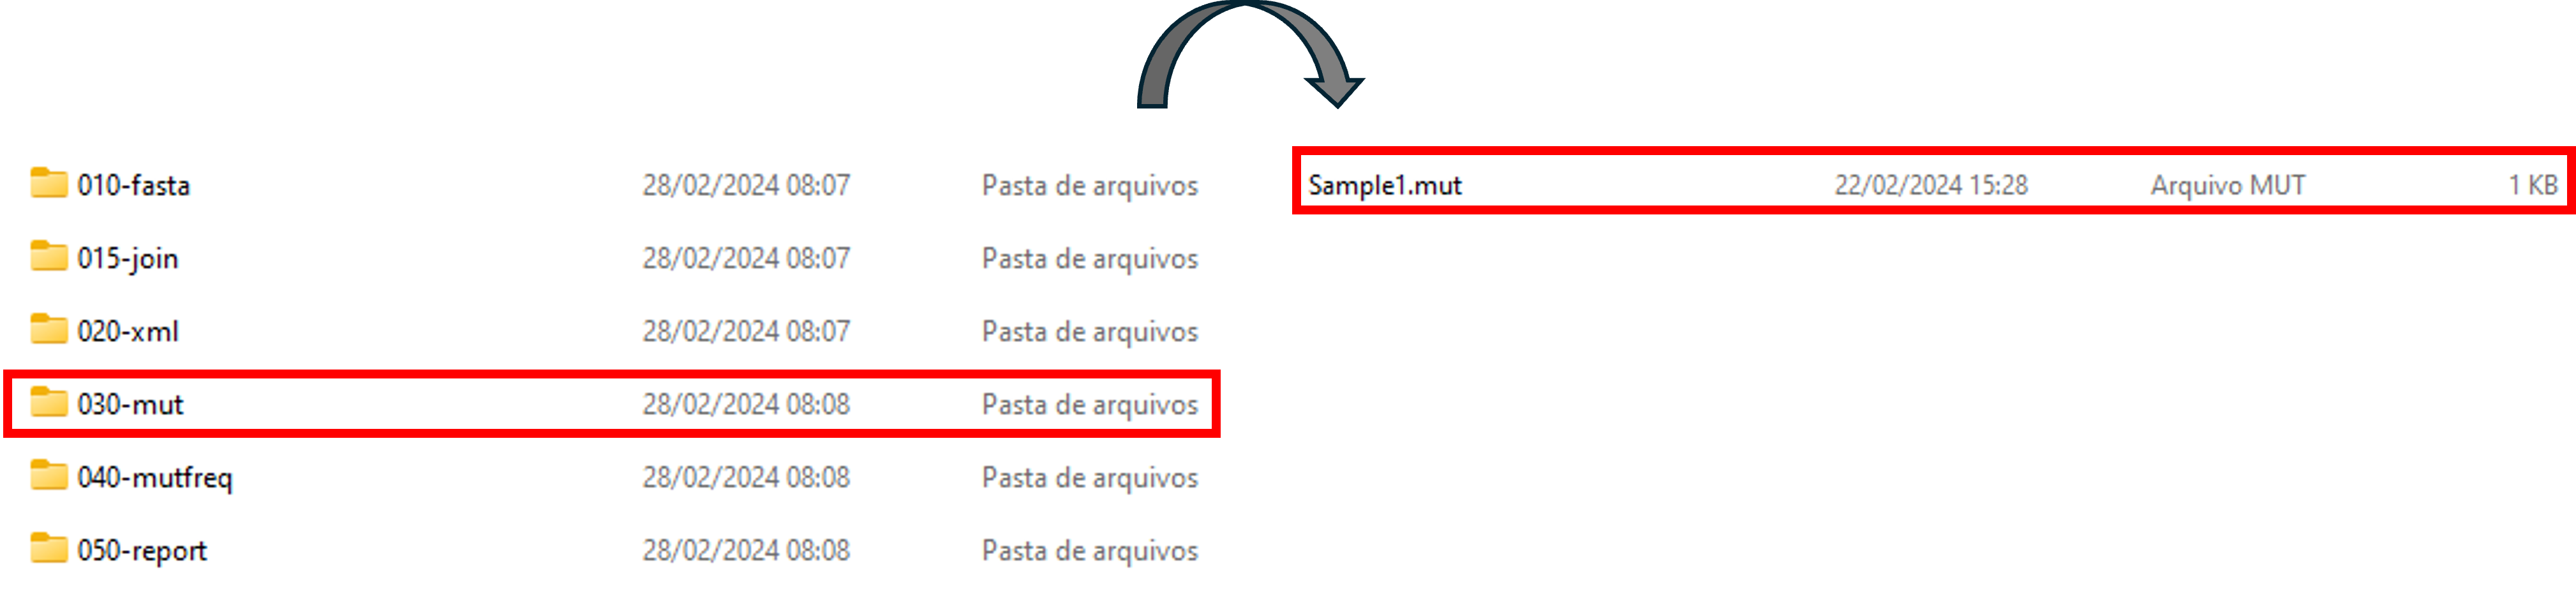 010-fasta 28/02/2024 08:07 Pasta de arquivos
015-join 28/02/2024 08:07 Pasta de arquivos
020-xml 28/02/2024 08:07 Pasta de arquivos
030-mut 28/02/2024 08:08 Pasta de arquivos
040-mutfreq 28/02/2024 08:08 Pasta de arquivos
050-report 28/02/2024 08:08 Pasta de arquivos
Sample1.mut 22/02/2024 15:28 Arquivo MUT 1 KB